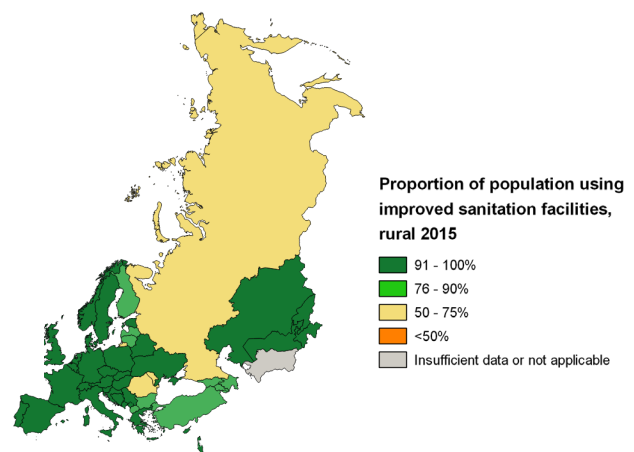 Proportion of population using
improved sanitation facilities,
rural 2015
91 - 100%
76 - 90%
50 - 75%
<50%
Insufficient data or not applicable